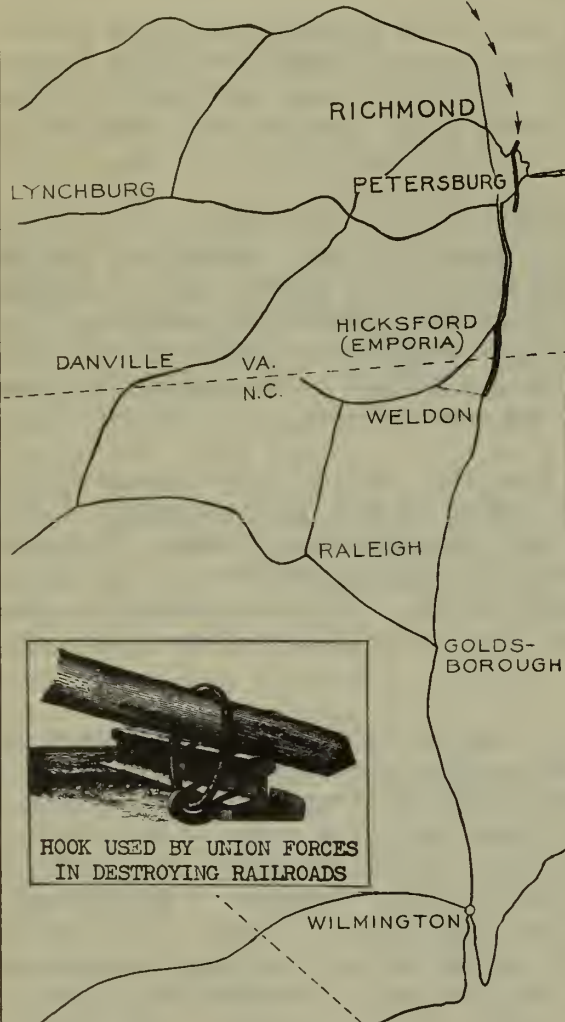 RICHMOND
LYNCHBURG
PETERSBURG
HICKSFORD
(EMPORIA)
DANVILLE
VA.
N.C.
WELDON
RALEIGH
GOLDS-
BOROUGH
HOOK USED BY UNION FORCES
IN DESTROYING RAILROADS
WILMINGTON